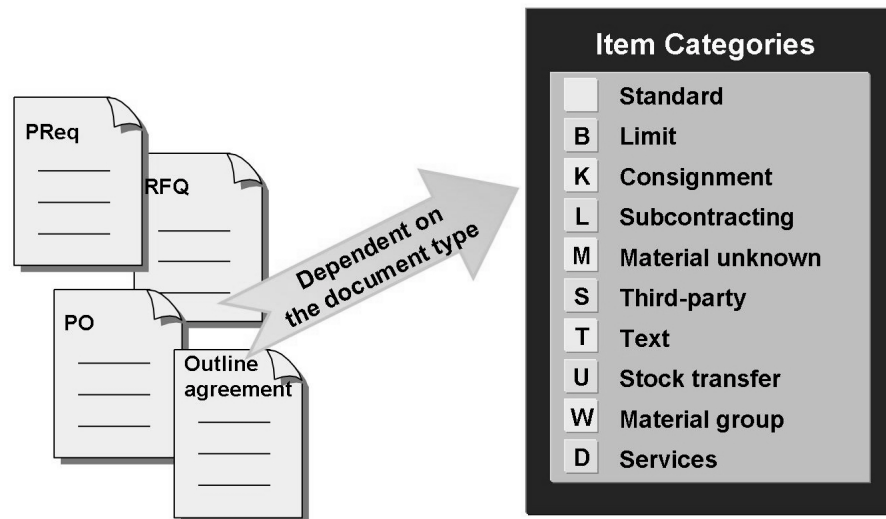 PReq
RFQ
PO
Outline
agreement
Dependent on
the document type
Item Categories
Standard
B Limit
K Consignment
L Subcontracting
M Material unknown
S Third-party
T Text
U Stock transfer
W Material group
D Services